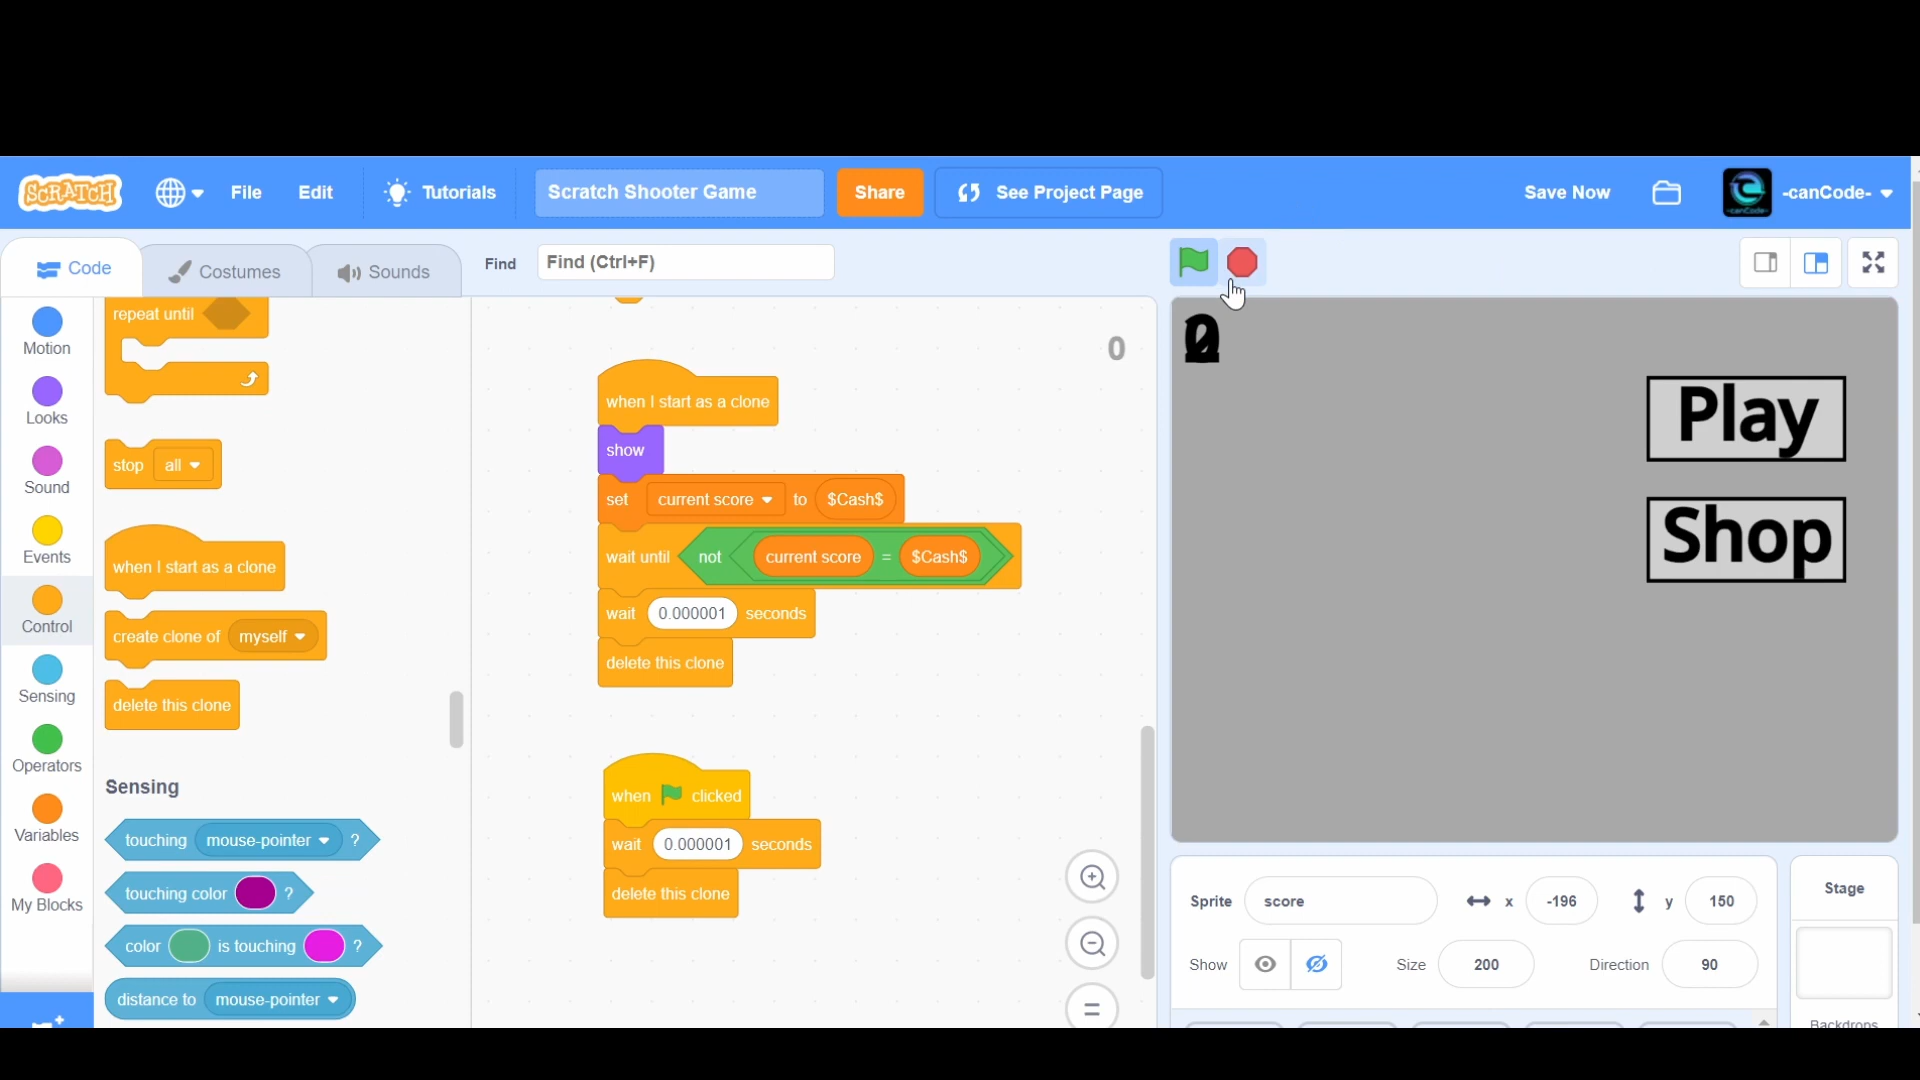 SCRATCH File Edit Tutorials Scratch Shooter Game Share See Project Page Save Now -canCode-
Code Costumes Sounds Find Find (Ctrl+F)
Motion
Looks
Sound
Events
Control
Sensing
Operators
Variables
My Blocks
repeat until
stop all
when I start as a clone
create clone of myself
delete this clone
Sensing
touching mouse-pointer ?
touching color ?
color is touching ?
distance to mouse-pointer
0
when I start as a clone
show
set current score to $Cash$
wait until not current score = $Cash$
wait 0.000001 seconds
delete this clone
when clicked
wait 0.000001 seconds
delete this clone
Play
Shop
Sprite score x -196 y 150
Show Size 200 Direction 90
Stage
Backdrops